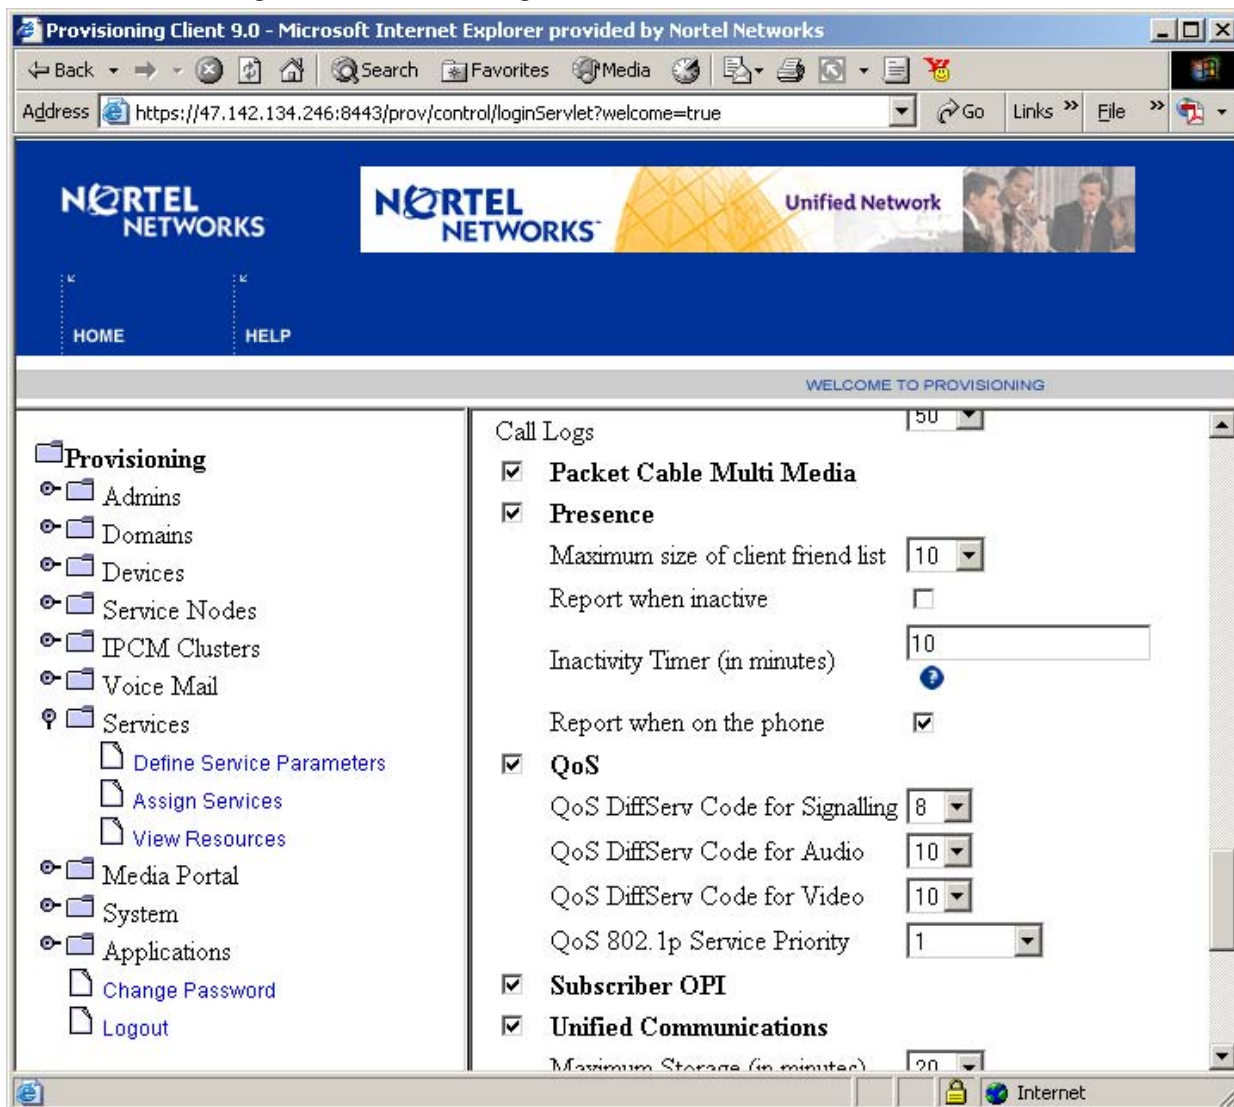 Provisioning Client 9.0 - Microsoft Internet Explorer provided by Nortel Networks
Back Search Favorites Media
Address https://47.142.134.246:8443/prov/control/loginServlet?welcome=true Go Links » File »
NORTEL
NETWORKS
NORTEL
NETWORKS
Unified Network
HOME HELP
WELCOME TO PROVISIONING
Provisioning
Admins
Domains
Devices
Service Nodes
IPCM Clusters
Voice Mail
Services
Define Service Parameters
Assign Services
View Resources
Media Portal
System
Applications
Change Password
Logout
Call Logs 50
Packet Cable Multi Media
Presence
Maximum size of client friend list 10
Report when inactive
Inactivity Timer (in minutes) 10
Report when on the phone
QoS
QoS DiffServ Code for Signalling 8
QoS DiffServ Code for Audio 10
QoS DiffServ Code for Video 10
QoS 802.1p Service Priority 1
Subscriber OPI
Unified Communications
Maximum Storage (in minutes) 20
Internet